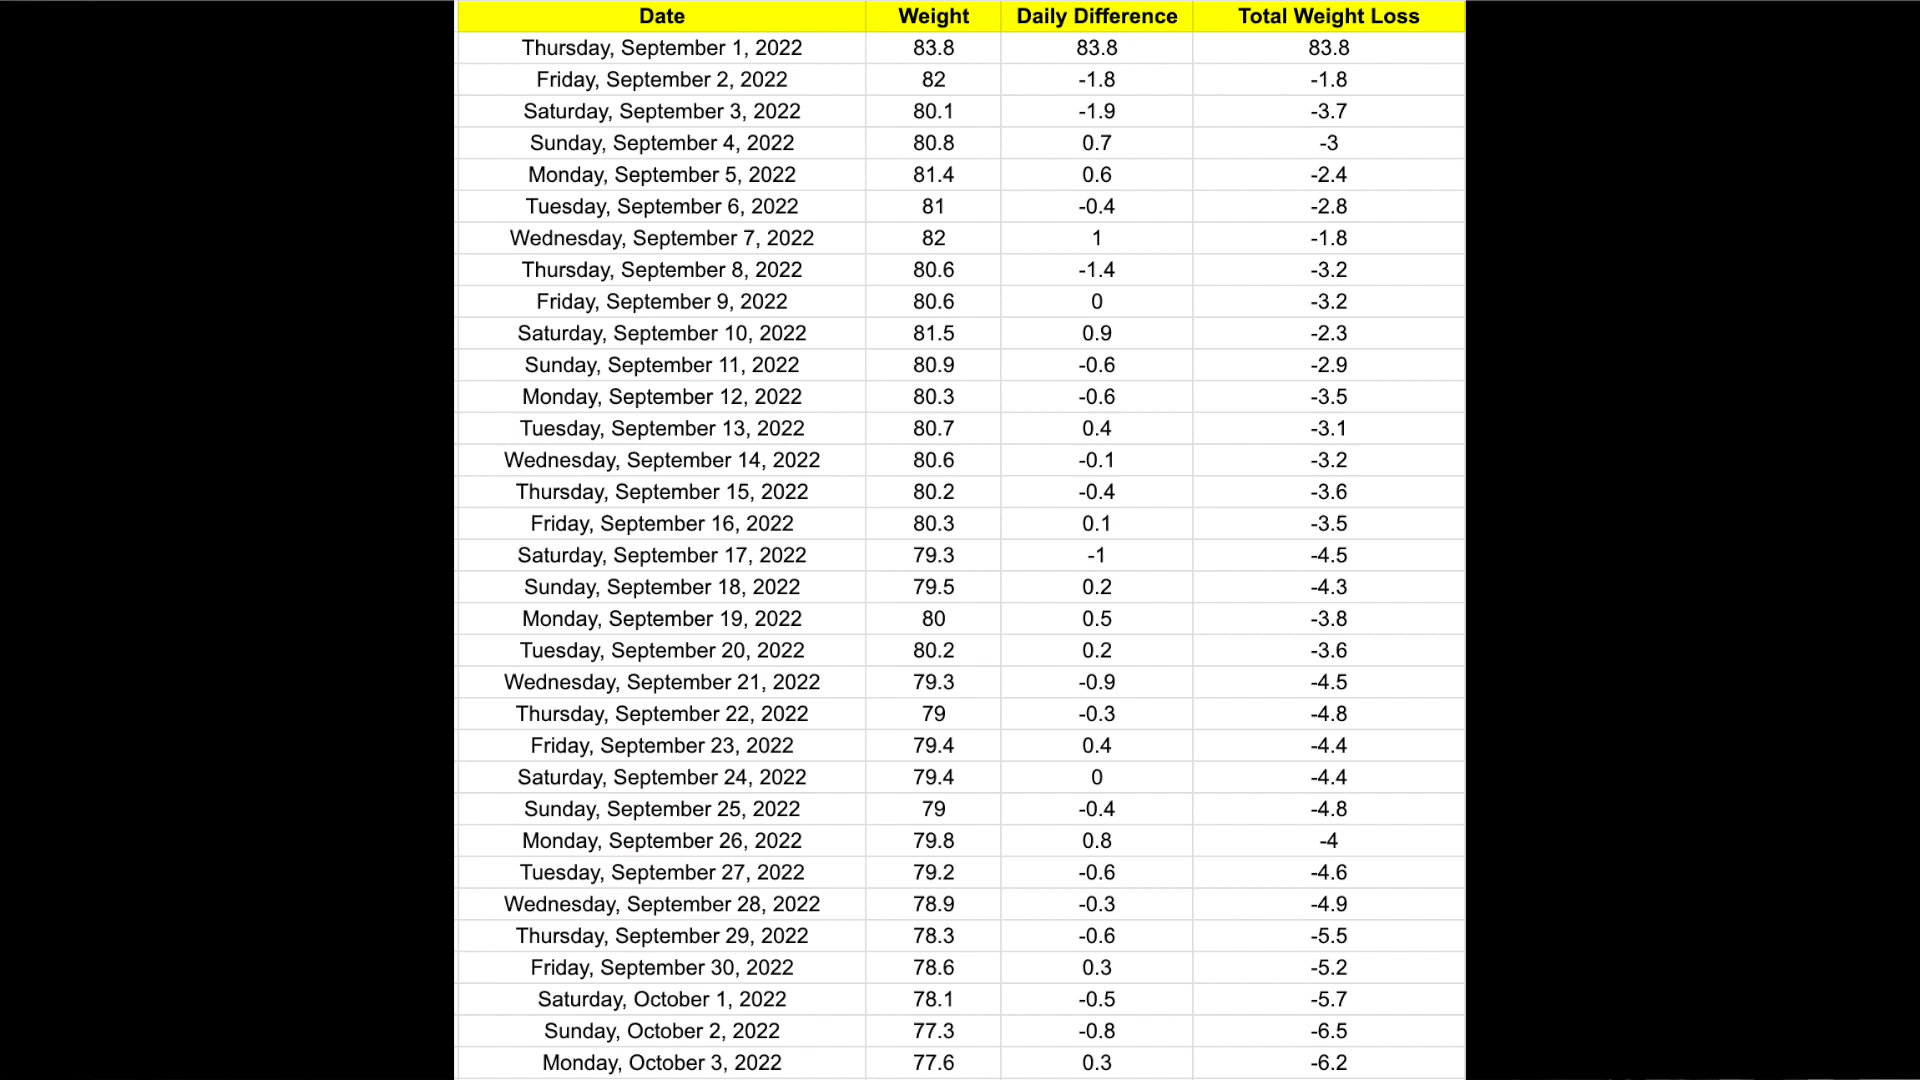 Date Weight Daily Difference Total Weight Loss
Thursday, September 1, 2022 83.8 83.8 83.8
Friday, September 2, 2022 82 -1.8 -1.8
Saturday, September 3, 2022 80.1 -1.9 -3.7
Sunday, September 4, 2022 80.8 0.7 -3
Monday, September 5, 2022 81.4 0.6 -2.4
Tuesday, September 6, 2022 81 -0.4 -2.8
Wednesday, September 7, 2022 82 1 -1.8
Thursday, September 8, 2022 80.6 -1.4 -3.2
Friday, September 9, 2022 80.6 0 -3.2
Saturday, September 10, 2022 81.5 0.9 -2.3
Sunday, September 11, 2022 80.9 -0.6 -2.9
Monday, September 12, 2022 80.3 -0.6 -3.5
Tuesday, September 13, 2022 80.7 0.4 -3.1
Wednesday, September 14, 2022 80.6 -0.1 -3.2
Thursday, September 15, 2022 80.2 -0.4 -3.6
Friday, September 16, 2022 80.3 0.1 -3.5
Saturday, September 17, 2022 79.3 -1 -4.5
Sunday, September 18, 2022 79.5 0.2 -4.3
Monday, September 19, 2022 80 0.5 -3.8
Tuesday, September 20, 2022 80.2 0.2 -3.6
Wednesday, September 21, 2022 79.3 -0.9 -4.5
Thursday, September 22, 2022 79 -0.3 -4.8
Friday, September 23, 2022 79.4 0.4 -4.4
Saturday, September 24, 2022 79.4 0 -4.4
Sunday, September 25, 2022 79 -0.4 -4.8
Monday, September 26, 2022 79.8 0.8 -4
Tuesday, September 27, 2022 79.2 -0.6 -4.6
Wednesday, September 28, 2022 78.9 -0.3 -4.9
Thursday, September 29, 2022 78.3 -0.6 -5.5
Friday, September 30, 2022 78.6 0.3 -5.2
Saturday, October 1, 2022 78.1 -0.5 -5.7
Sunday, October 2, 2022 77.3 -0.8 -6.5
Monday, October 3, 2022 77.6 0.3 -6.2